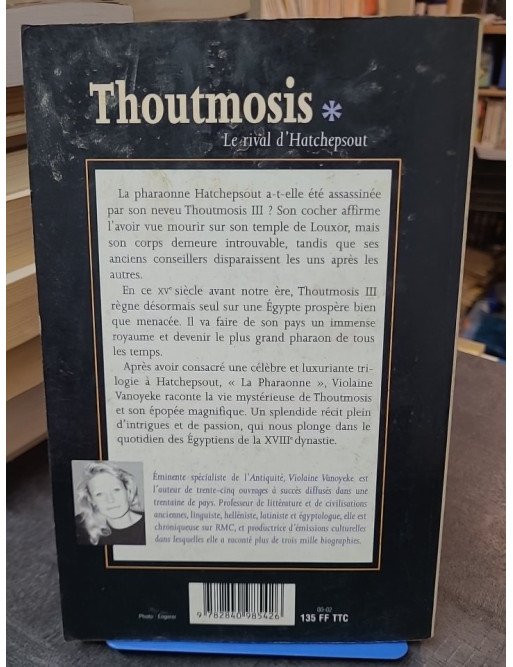 Thoutmosis *
Le rival d'Hatchepsout
La pharaonne Hatchepsout a-t-elle été assassinée
par son neveu Thoutmosis III ? Son cocher affirme
l'avoir vue mourir sur son temple de Louxor, mais
son corps demeure introuvable, tandis que ses
anciens conseillers disparaissent les uns après les
autres.
En ce XVe siècle avant notre ère, Thoutmosis III
règne désormais seul sur une Égypte prospère bien
que menacée. Il va faire de son pays un immense
royaume et devenir le plus grand pharaon de tous
les temps.
Après avoir consacré une célèbre et luxuriante tri-
logie à Hatchepsout, « La Pharaonne », Violaine
Vanoyeke raconte la vie mystérieuse de Thoutmosis
et son épopée magnifique. Un splendide récit plein
d'intrigues et de passion, qui nous plonge dans le
quotidien des Égyptiens de la XVIIIe dynastie.
Éminente spécialiste de l'Antiquité, Violaine Vanoyeke est
l'auteur de trente-cinq ouvrages à succès diffusés dans une
trentaine de pays. Professeur de littérature et de civilisations
anciennes, linguiste, helléniste, latiniste et égyptologue, elle est
chroniqueuse sur RMC, et productrice d'émissions culturelles
dans lesquelles elle a raconté plus de trois mille biographies.
Photo : Engerer
9 782840 985426
00-02
135 FF TTC